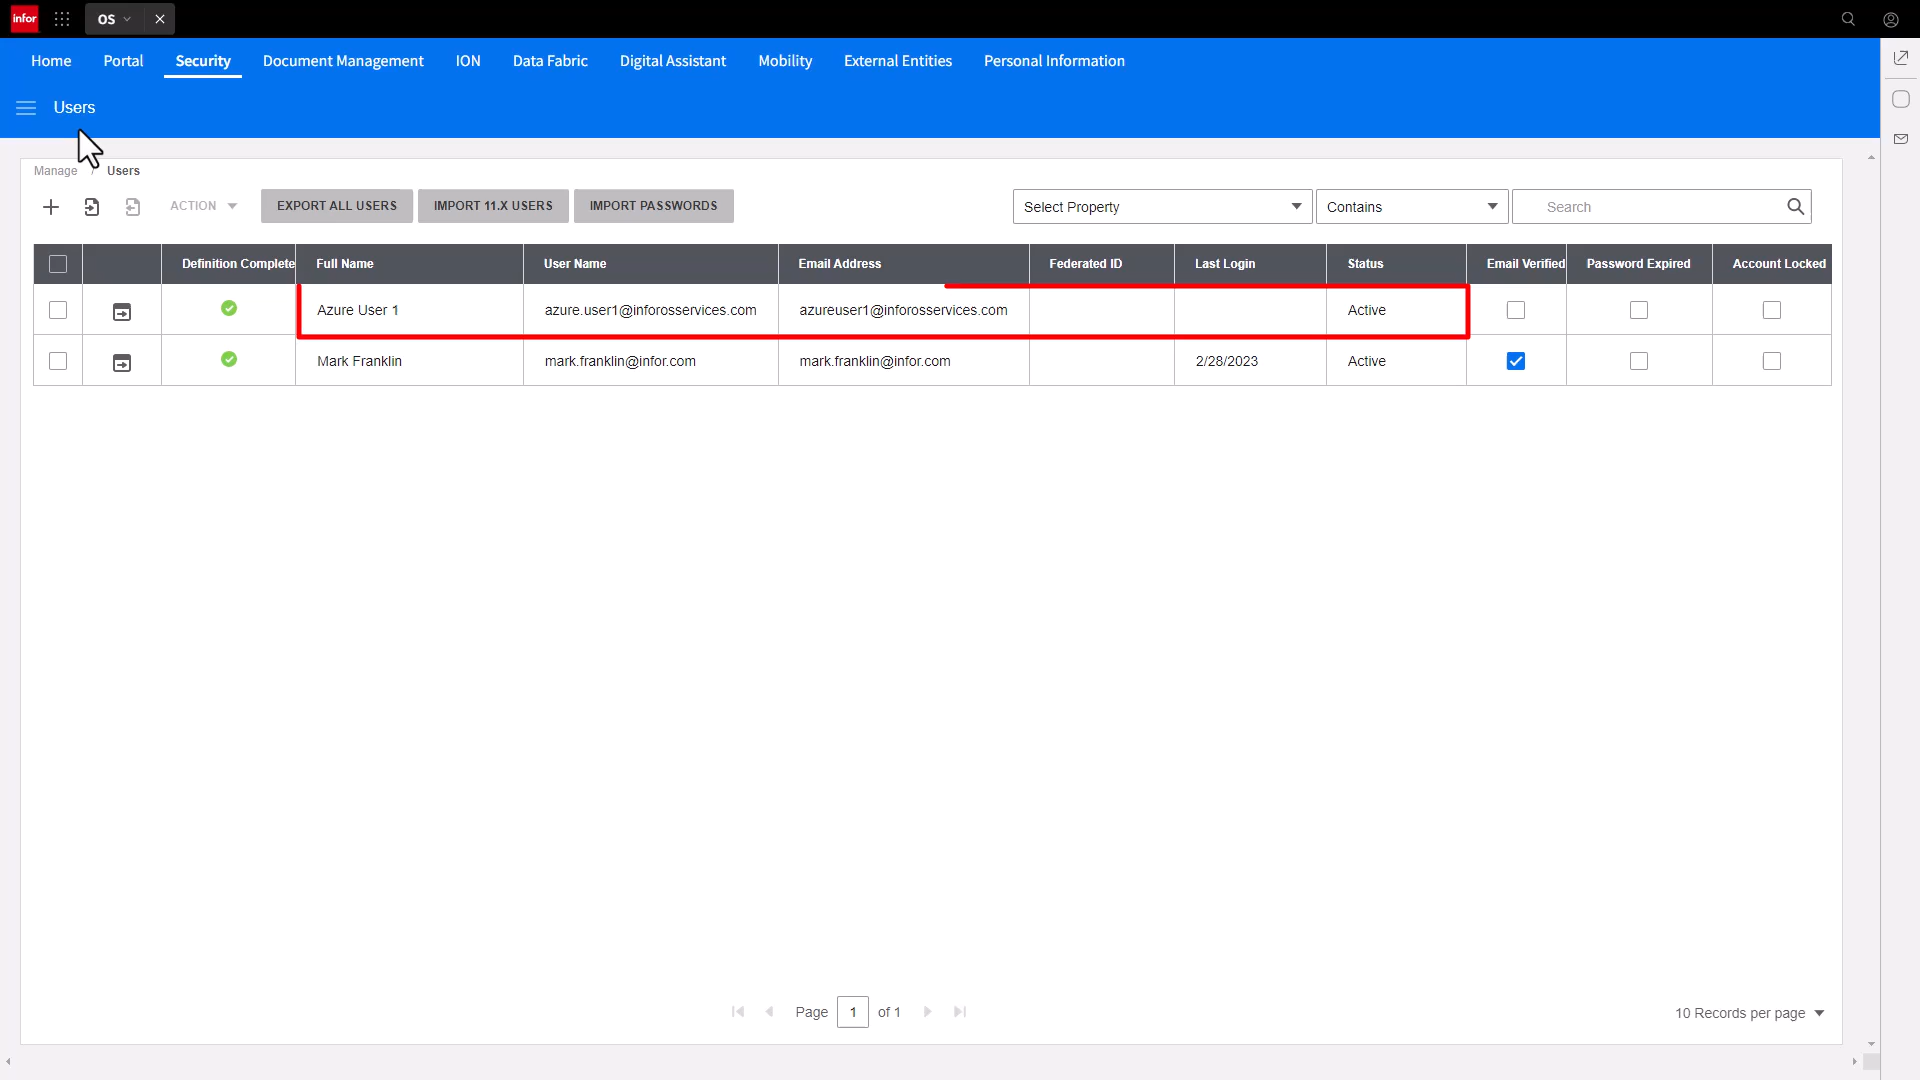 infor OS
Home Portal Security Document Management ION Data Fabric Digital Assistant Mobility External Entities Personal Information
Users
Manage / Users
ACTION EXPORT ALL USERS IMPORT 11.X USERS IMPORT PASSWORDS Select Property Contains Search
Definition Complete Full Name User Name Email Address Federated ID Last Login Status Email Verified Password Expired Account Locked
Azure User 1 azure.user1@inforosservices.com azureuser1@inforosservices.com Active
Mark Franklin mark.franklin@infor.com mark.franklin@infor.com 2/28/2023 Active
Page 1 of 1 10 Records per page